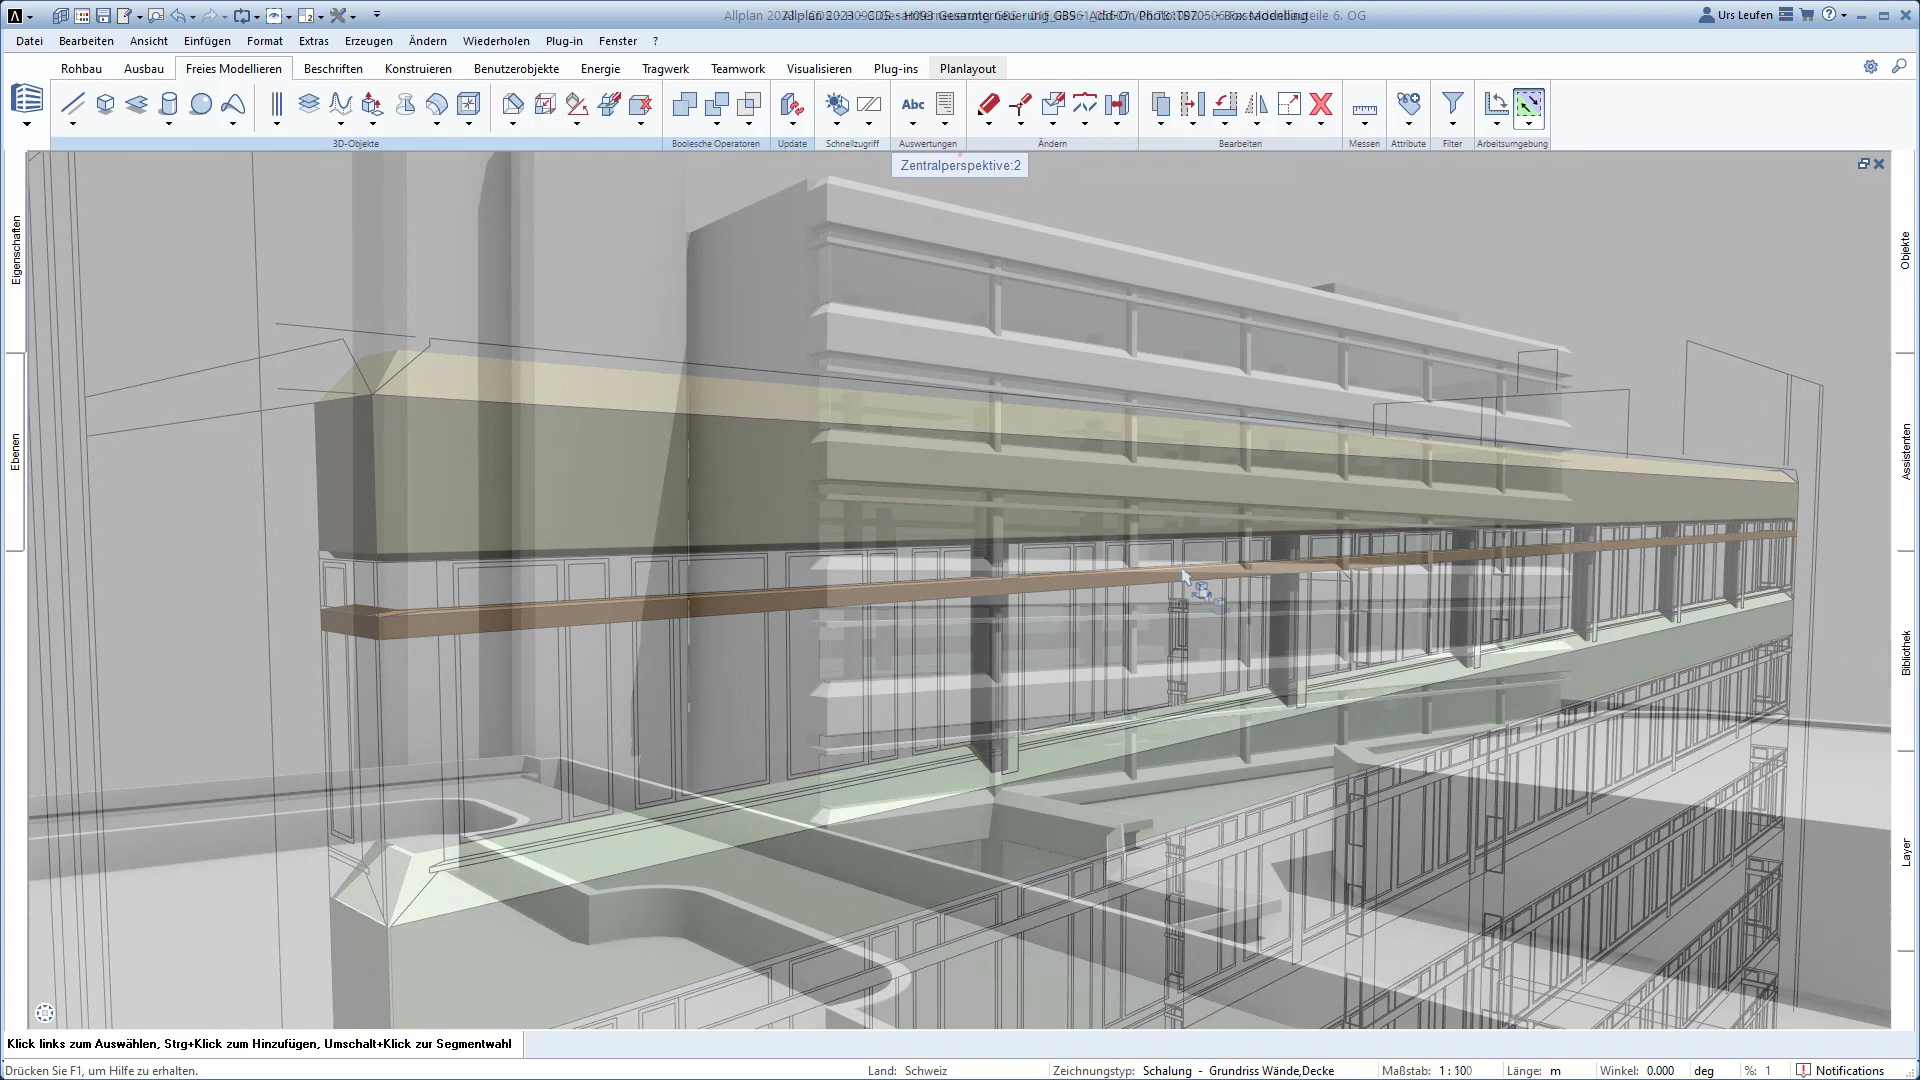 Urs Leufen
Datei Bearbeiten Ansicht Einfügen Format Extras Erzeugen Ändern Wiederholen Plug-in Fenster ?
Rohbau Ausbau Freies Modellieren Beschriften Konstruieren Benutzerobjekte Energie Tragwerk Teamwork Visualisieren Plug-ins Planlayout
Abc
3D-Objekte Boolesche Operatoren Update Schnellzugriff Auswertungen Ändern Bearbeiten Messen Attribute Filter Arbeitsumgebung
Zentralperspektive:2
Eigenschaften
Ebenen
Objekte
Assistenten
Bibliothek
Layer
Klick links zum Auswählen, Strg+Klick zum Hinzufügen, Umschalt+Klick zur Segmentwahl
Drücken Sie F1, um Hilfe zu erhalten. Land: Schweiz Zeichnungstyp: Schalung - Grundriss Wände,Decke Maßstab: 1 : 100 Länge: m Winkel: 0.000 deg %: 1 Notifications